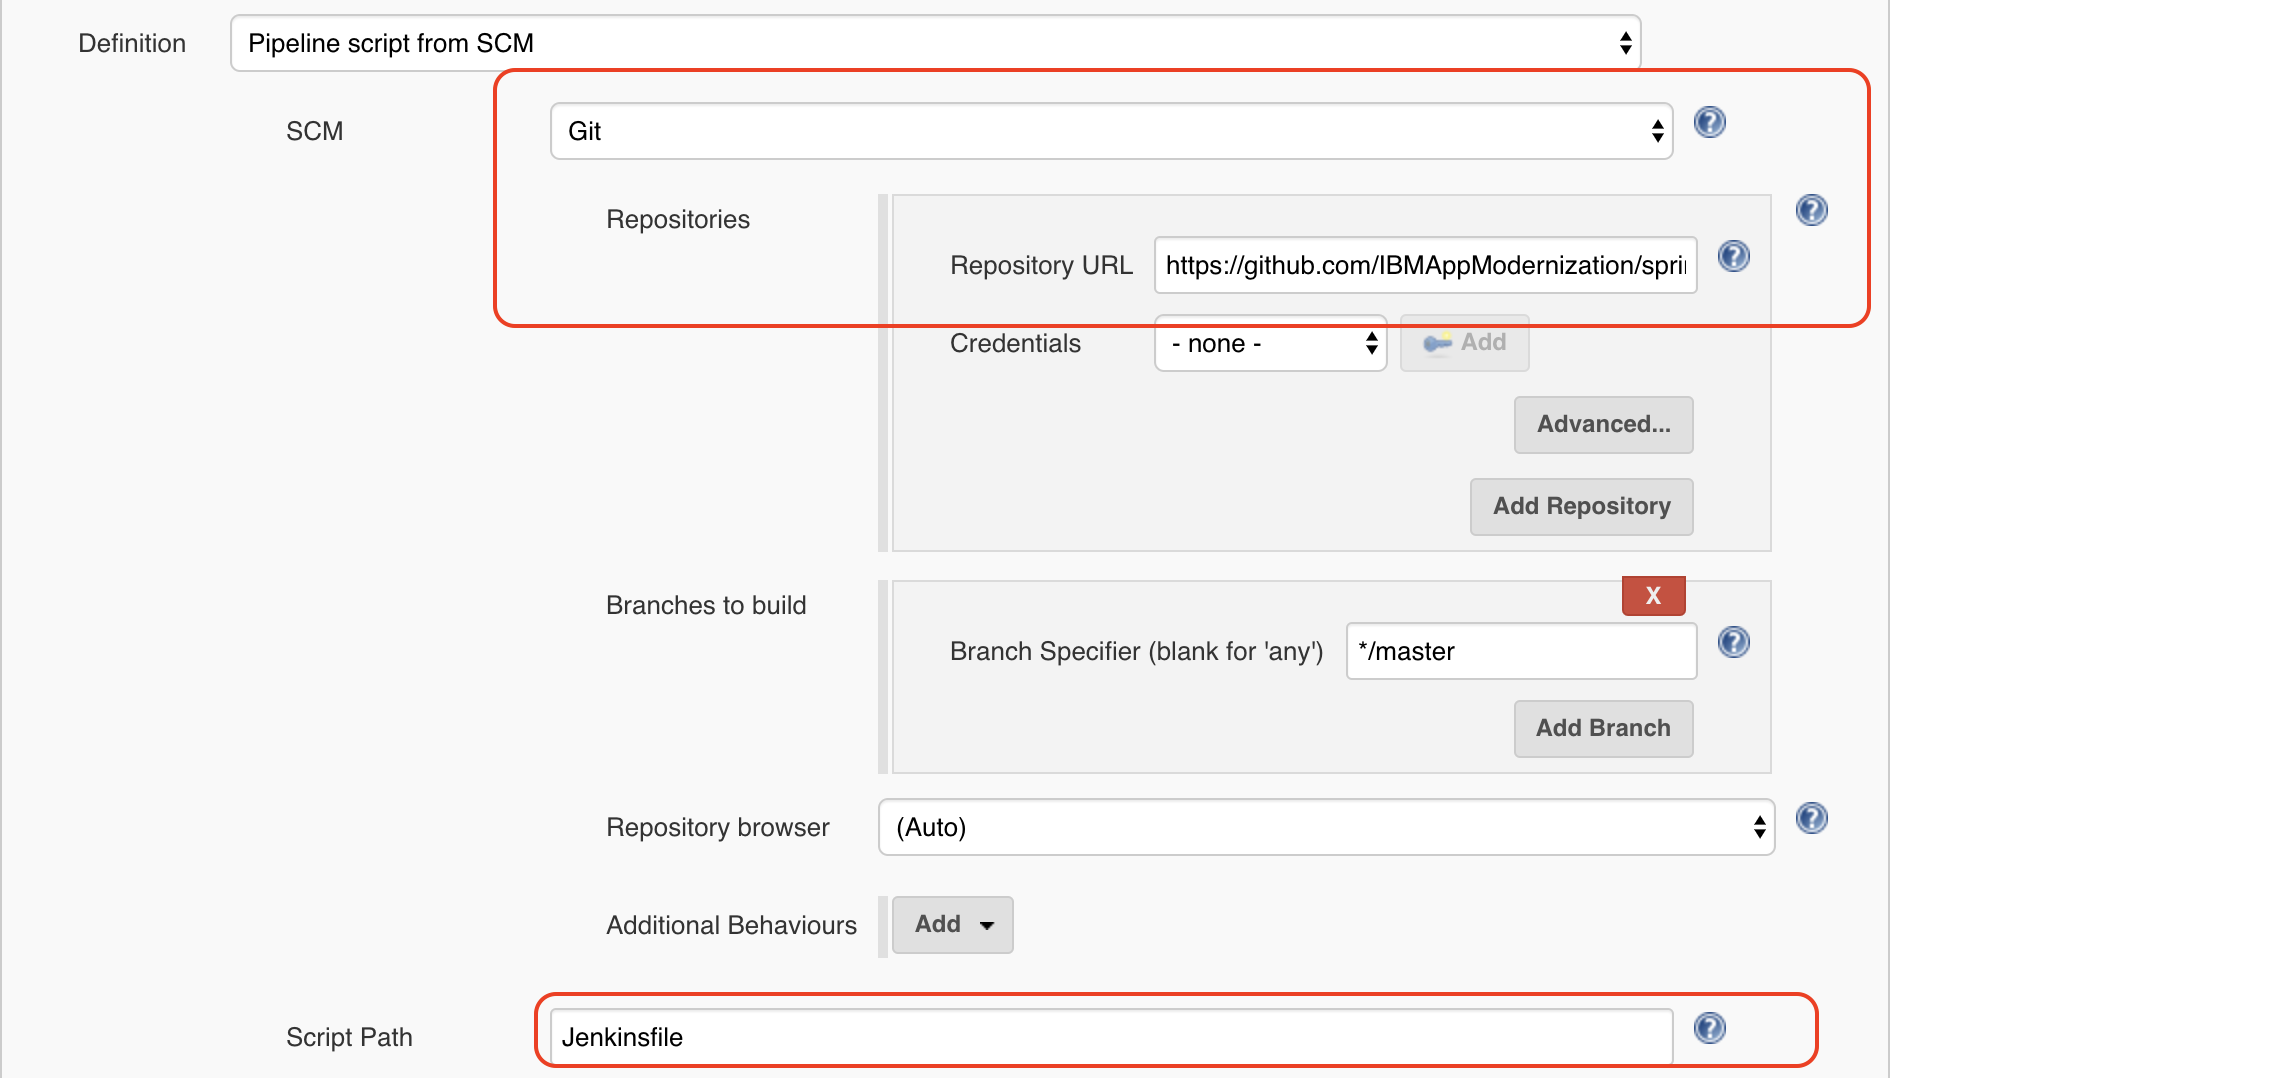 Definition Pipeline script from SCM
SCM Git ?
Repositories ?
Repository URL https://github.com/IBMAppModernization/spri ?
Credentials - none - Add
Advanced...
Add Repository
Branches to build X
Branch Specifier (blank for 'any') */master ?
Add Branch
Repository browser (Auto) ?
Additional Behaviours Add
Script Path Jenkinsfile ?